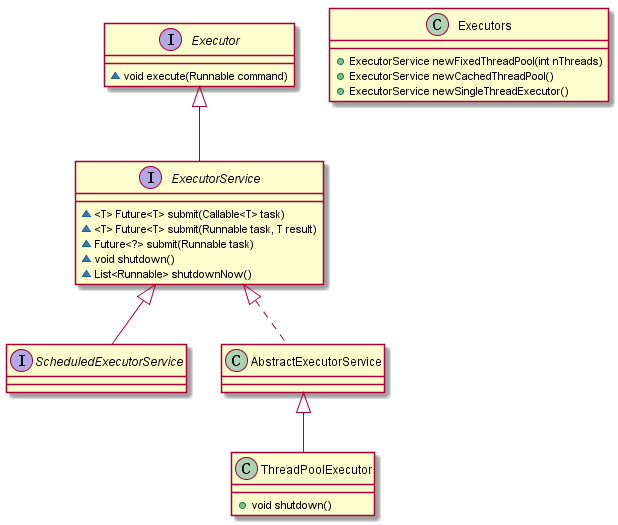 I Executor
void execute(Runnable command)
C Executors
ExecutorService newFixedThreadPool(int nThreads)
ExecutorService newCachedThreadPool()
ExecutorService newSingleThreadExecutor()
I ExecutorService
<T> Future<T> submit(Callable<T> task)
<T> Future<T> submit(Runnable task, T result)
Future<?> submit(Runnable task)
void shutdown()
List<Runnable> shutdownNow()
I ScheduledExecutorService
C AbstractExecutorService
C ThreadPoolExecutor
void shutdown()